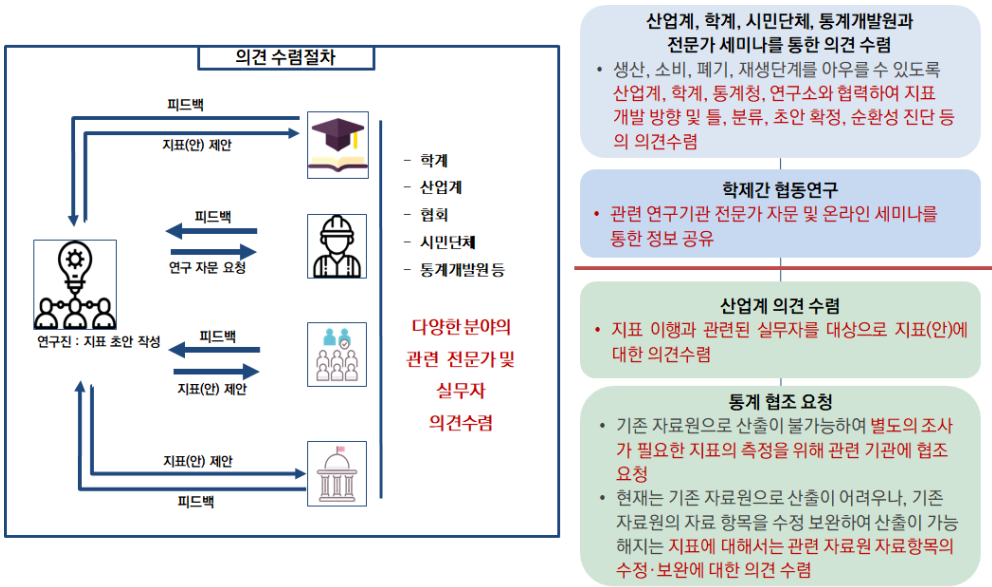 의견 수렴절차
피드백
지표(안) 제안
피드백
연구 자문 요청
연구진 : 지표 초안 작성
피드백
지표(안) 제안
지표(안) 제안
피드백
- 학계
- 산업계
- 협회
- 시민단체
- 통계개발원 등
다양한 분야의
관련 전문가 및
실무자
의견수렴
산업계, 학계, 시민단체, 통계개발원과
전문가 세미나를 통한 의견 수렴
• 생산, 소비, 폐기, 재생단계를 아우를 수 있도록
산업계, 학계, 통계청, 연구소와 협력하여 지표
개발 방향 및 틀, 분류, 초안 확정, 순환성 진단 등
의 의견수렴
학제간 협동연구
• 관련 연구기관 전문가 자문 및 온라인 세미나를
통한 정보 공유
산업계 의견 수렴
• 지표 이행과 관련된 실무자를 대상으로 지표(안)에
대한 의견수렴
통계 협조 요청
• 기존 자료원으로 산출이 불가능하여 별도의 조사
가 필요한 지표의 측정을 위해 관련 기관에 협조
요청
• 현재는 기존 자료원으로 산출이 어려우나, 기존
자료원의 자료 항목을 수정 보완하여 산출이 가능
해지는 지표에 대해서는 관련 자료원 자료항목의
수정·보완에 대한 의견 수렴